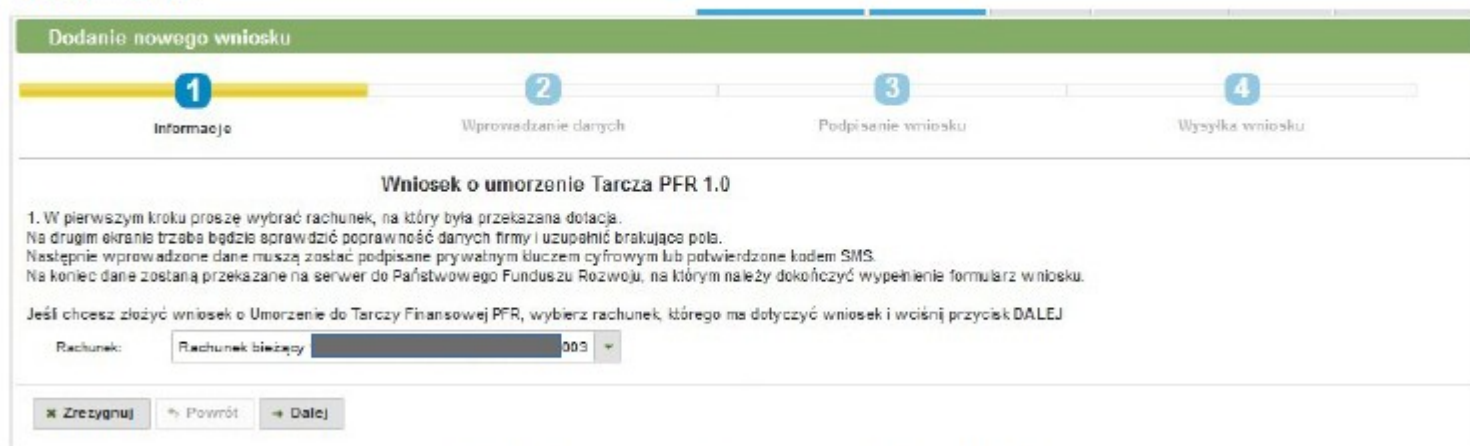 Dodanie nowego wniosku
1
2
3
4
Informacje
Wprowadzanie danych
Podpisanie wniosku
Wysyłka wniosku
Wniosek o umorzenie Tarcza PFR 1.0
1. W pierwszym kroku proszę wybrać rachunek, na który była przekazana dotacja.
Na drugim ekranie trzeba będzie sprawdzić poprawność danych firmy i uzupełnić brakujące pola.
Następnie wprowadzone dane muszą zostać podpisane prywatnym kluczem cyfrowym lub potwierdzone kodem SMS.
Na koniec dane zostaną przekazane na serwer do Państwowego Funduszu Rozwoju, na którym należy dokończyć wypełnienie formularz wniosku.
Jeśli chcesz złożyć wniosek o Umorzenie do Tarczy Finansowej PFR, wybierz rachunek, którego ma dotyczyć wniosek i wciśnij przycisk DALEJ
Rachunek: Rachunek bieżący 003
Zrezygnuj Powrót Dalej